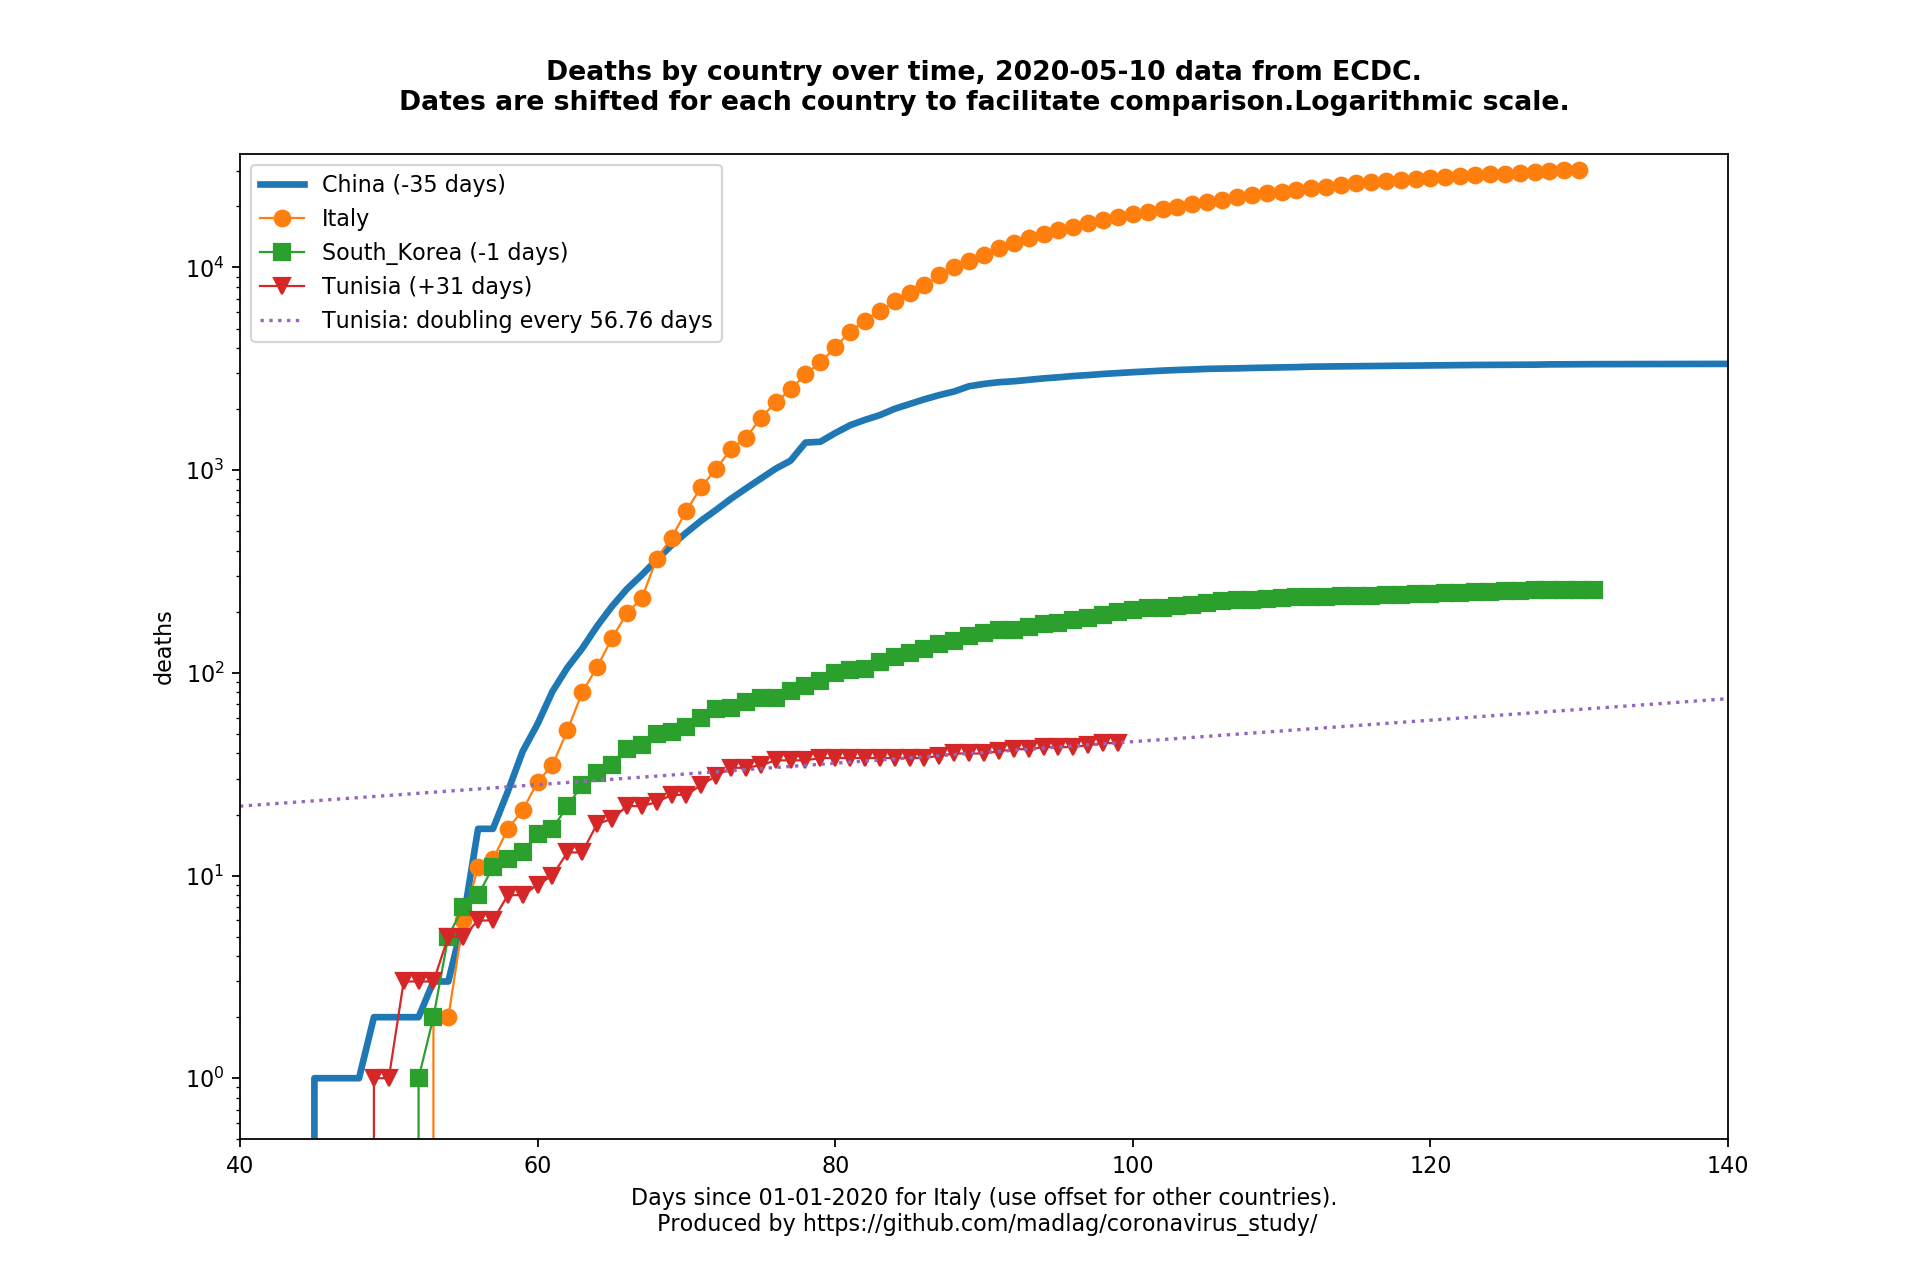 Deaths by country over time, 2020-05-10 data from ECDC.
Dates are shifted for each country to facilitate comparison.Logarithmic scale.
China (-35 days)
Italy
South_Korea (-1 days)
Tunisia (+31 days)
Tunisia: doubling every 56.76 days
10⁴
10³
10²
10¹
10⁰
deaths
40 60 80 100 120 140
Days since 01-01-2020 for Italy (use offset for other countries).
Produced by https://github.com/madlag/coronavirus_study/